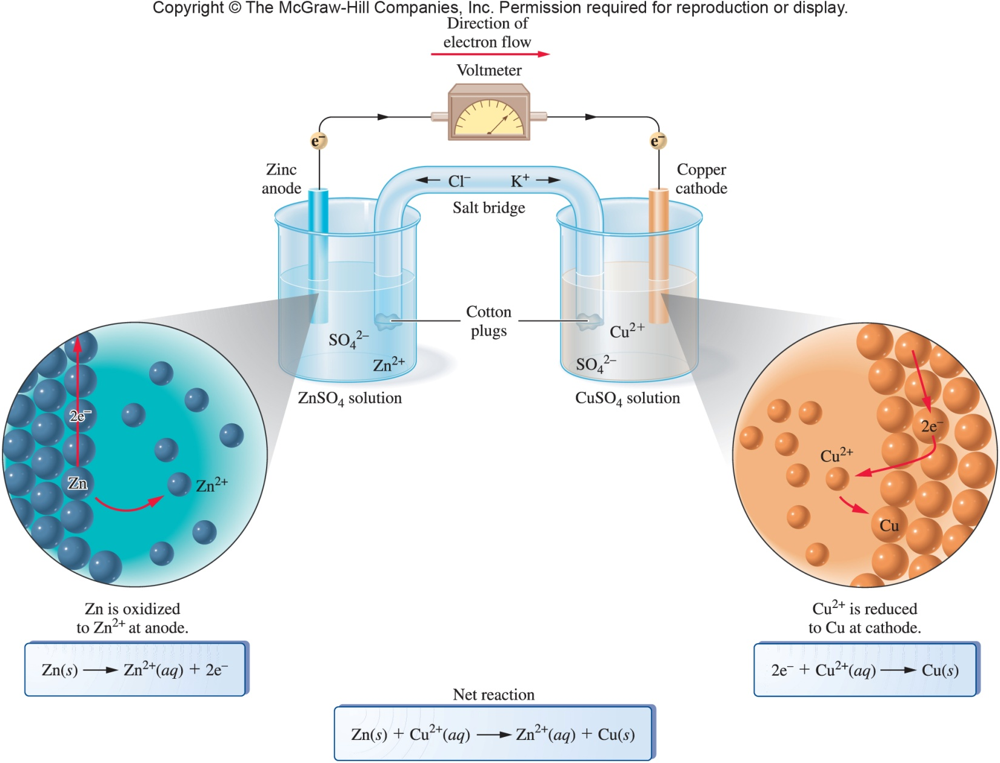 Copyright © The McGraw-Hill Companies, Inc. Permission required for reproduction or display.
Direction of
electron flow
Voltmeter
e⁻
e⁻
Zinc
anode
Cl⁻
K⁺
Salt bridge
Copper
cathode
Cotton
plugs
SO₄²⁻
Zn²⁺
Cu²⁺
SO₄²⁻
ZnSO₄ solution
CuSO₄ solution
2e⁻
Zn
Zn²⁺
2e⁻
Cu²⁺
Cu
Zn is oxidized
to Zn²⁺ at anode.
Zn(s) ⟶ Zn²⁺(aq) + 2e⁻
Cu²⁺ is reduced
to Cu at cathode.
2e⁻ + Cu²⁺(aq) ⟶ Cu(s)
Net reaction
Zn(s) + Cu²⁺(aq) ⟶ Zn²⁺(aq) + Cu(s)